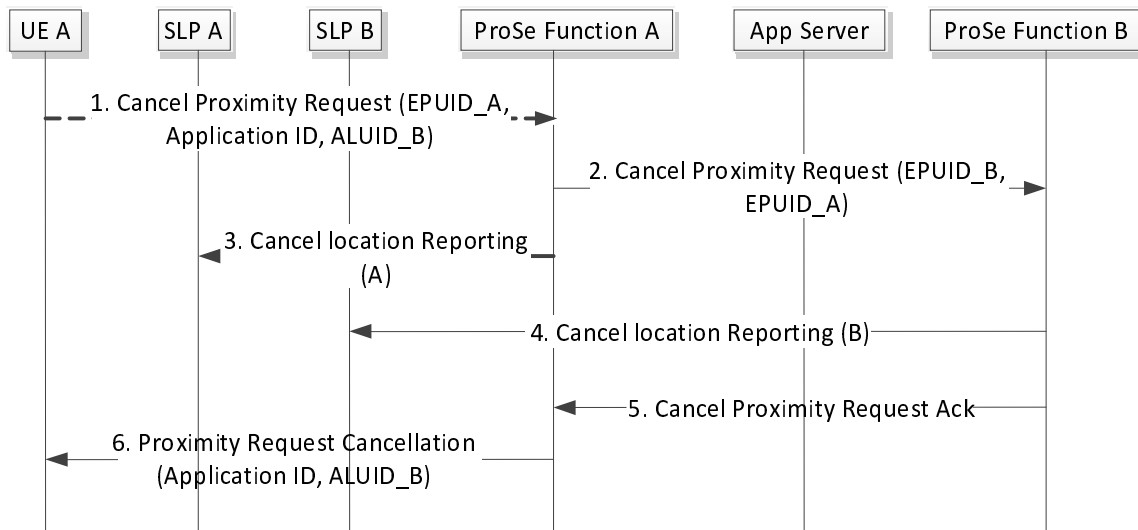 UE A
SLP A
SLP B
ProSe Function A
App Server
ProSe Function B
1. Cancel Proximity Request (EPUID_A,
Application ID, ALUID_B)
2. Cancel Proximity Request (EPUID_B,
EPUID_A)
3. Cancel location Reporting
(A)
4. Cancel location Reporting (B)
5. Cancel Proximity Request Ack
6. Proximity Request Cancellation
(Application ID, ALUID_B)